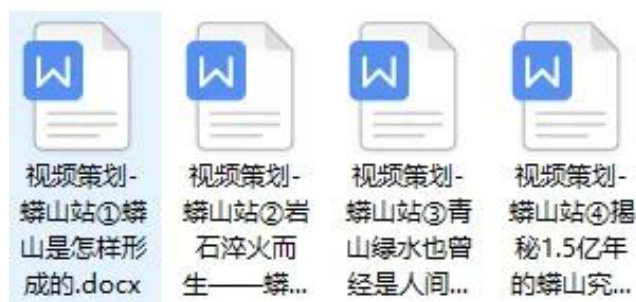 W
W
W
W
视频策划-
蟒山站①蟒
山是怎样形
成的.docx
视频策划-
蟒山站②岩
石淬火而
生——蟒...
视频策划-
蟒山站③青
山绿水也曾
经是人间...
视频策划-
蟒山站④揭
秘1.5亿年
的蟒山究...